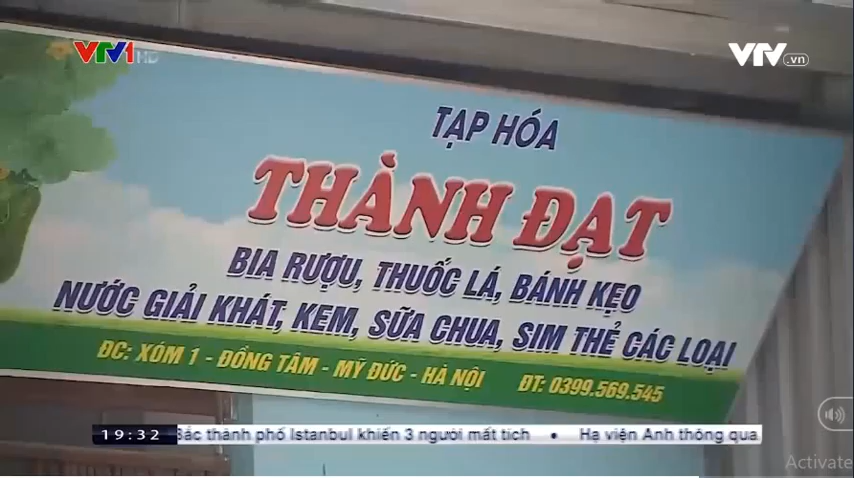 VTV1 HD
VTV.vn
TẠP HÓA
THÀNH ĐẠT
BIA RƯỢU, THUỐC LÁ, BÁNH KẸO
NƯỚC GIẢI KHÁT, KEM, SỮA CHUA, SIM THẺ CÁC LOẠI
ĐC: XÓM 1 - ĐỒNG TÂM - MỸ ĐỨC - HÀ NỘI ĐT: 0399.569.545
19:32 Bắc thành phố Istanbul khiến 3 người mất tích • Hạ viện Anh thông qua
Activate